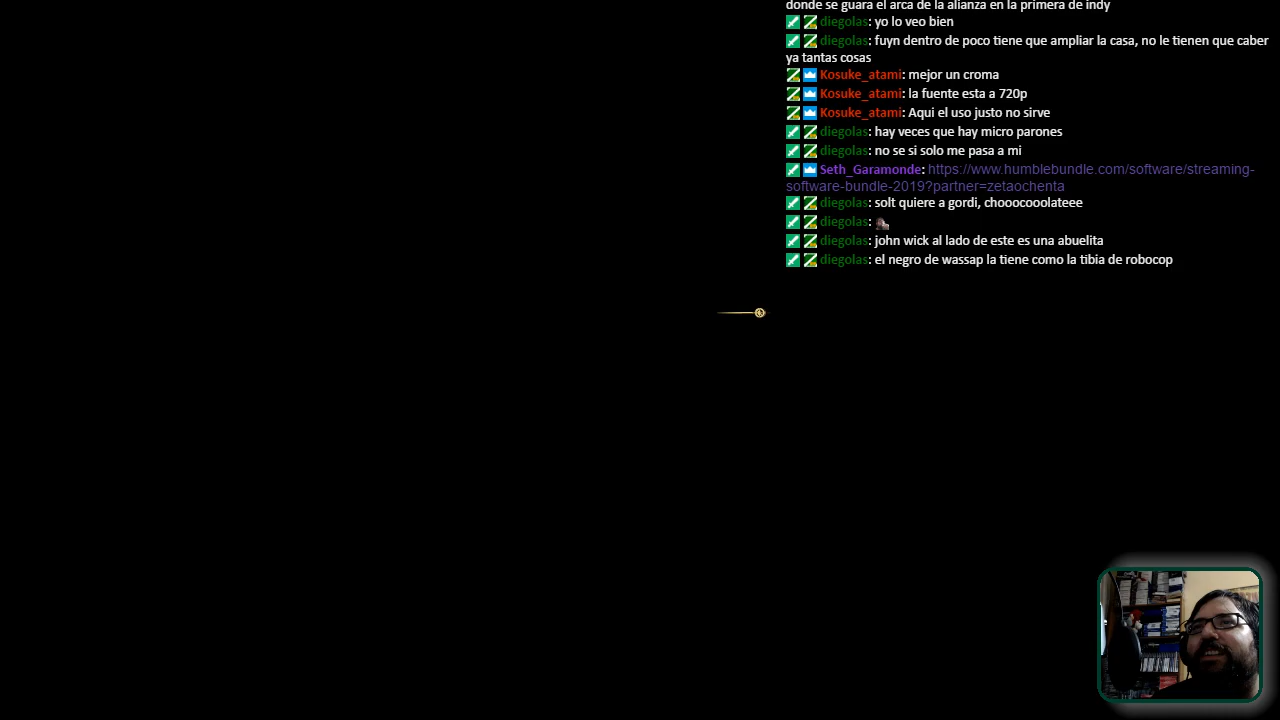 donde se guara el arca de la alianza en la primera de indy
diegolas: yo lo veo bien
diegolas: fuyn dentro de poco tiene que ampliar la casa, no le tienen que caber
ya tantas cosas
Kosuke_atami: mejor un croma
Kosuke_atami: la fuente esta a 720p
Kosuke_atami: Aqui el uso justo no sirve
diegolas: hay veces que hay micro parones
diegolas: no se si solo me pasa a mi
Seth_Garamonde: https://www.humblebundle.com/software/streaming-
software-bundle-2019?partner=zetaochenta
diegolas: solt quiere a gordi, chooocooolateeee
diegolas:
diegolas: john wick al lado de este es una abuelita
diegolas: el negro de wassap la tiene como la tibia de robocop